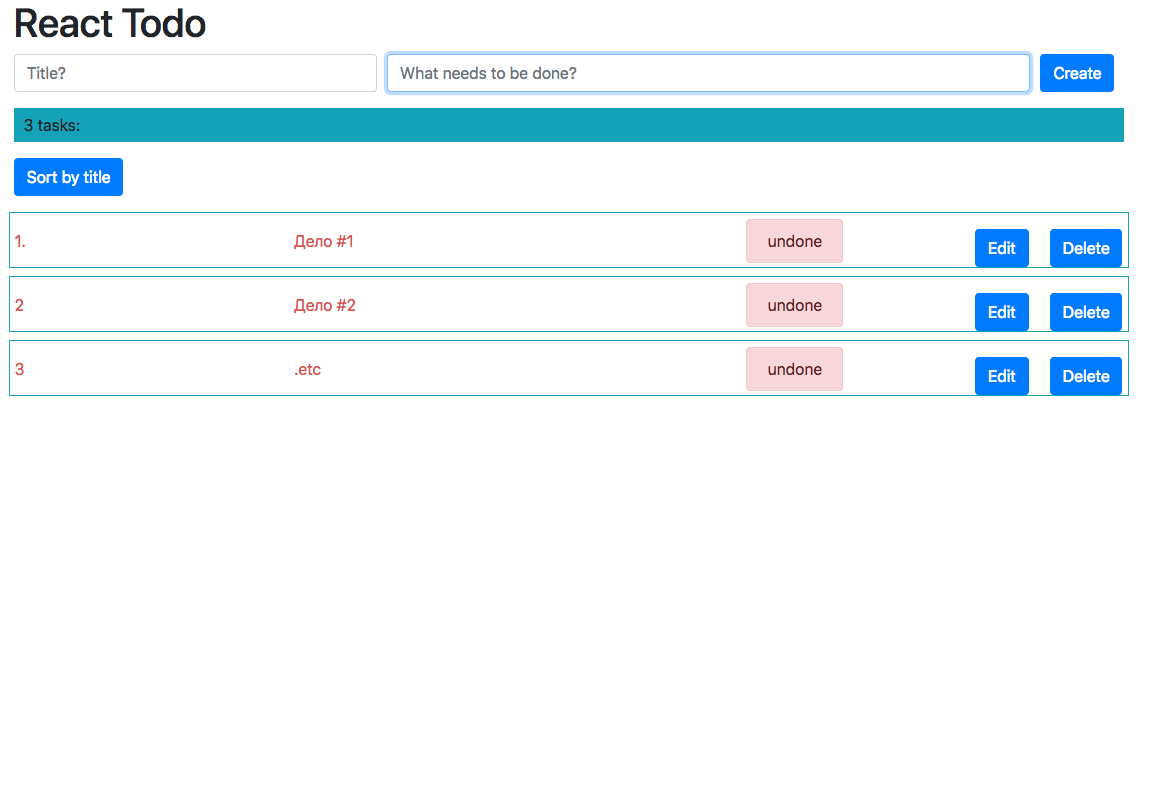 React Todo
Title? What needs to be done? Create
3 tasks:
Sort by title
1. Дело #1 undone Edit Delete
2 Дело #2 undone Edit Delete
3 .etc undone Edit Delete